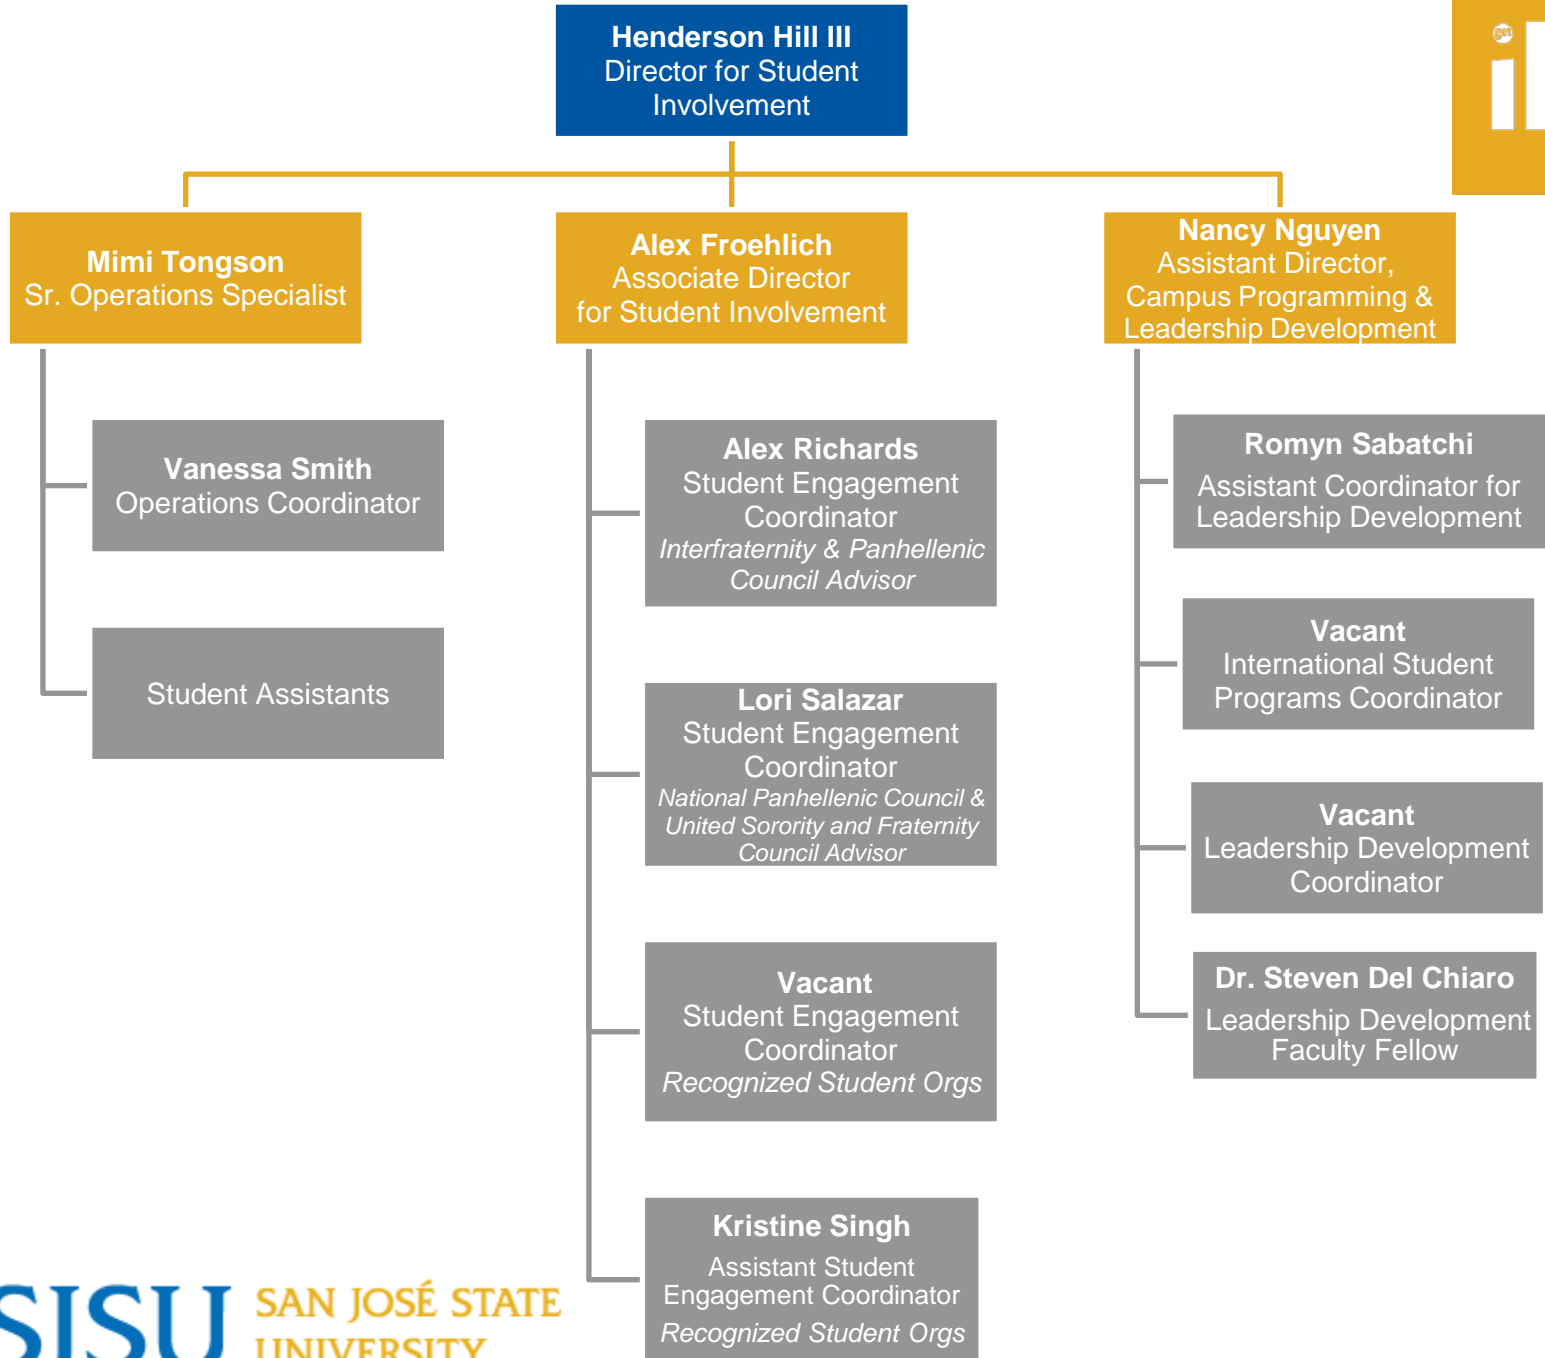 Henderson Hill III
Director for Student
Involvement
get
Mimi Tongson
Sr. Operations Specialist
Alex Froehlich
Associate Director
for Student Involvement
Nancy Nguyen
Assistant Director,
Campus Programming &
Leadership Development
Vanessa Smith
Operations Coordinator
Student Assistants
Alex Richards
Student Engagement
Coordinator
Interfraternity & Panhellenic
Council Advisor
Lori Salazar
Student Engagement
Coordinator
National Panhellenic Council &
United Sorority and Fraternity
Council Advisor
Vacant
Student Engagement
Coordinator
Recognized Student Orgs
Kristine Singh
Assistant Student
Engagement Coordinator
Recognized Student Orgs
Romyn Sabatchi
Assistant Coordinator for
Leadership Development
Vacant
International Student
Programs Coordinator
Vacant
Leadership Development
Coordinator
Dr. Steven Del Chiaro
Leadership Development
Faculty Fellow
SJSU SAN JOSÉ STATE
UNIVERSITY